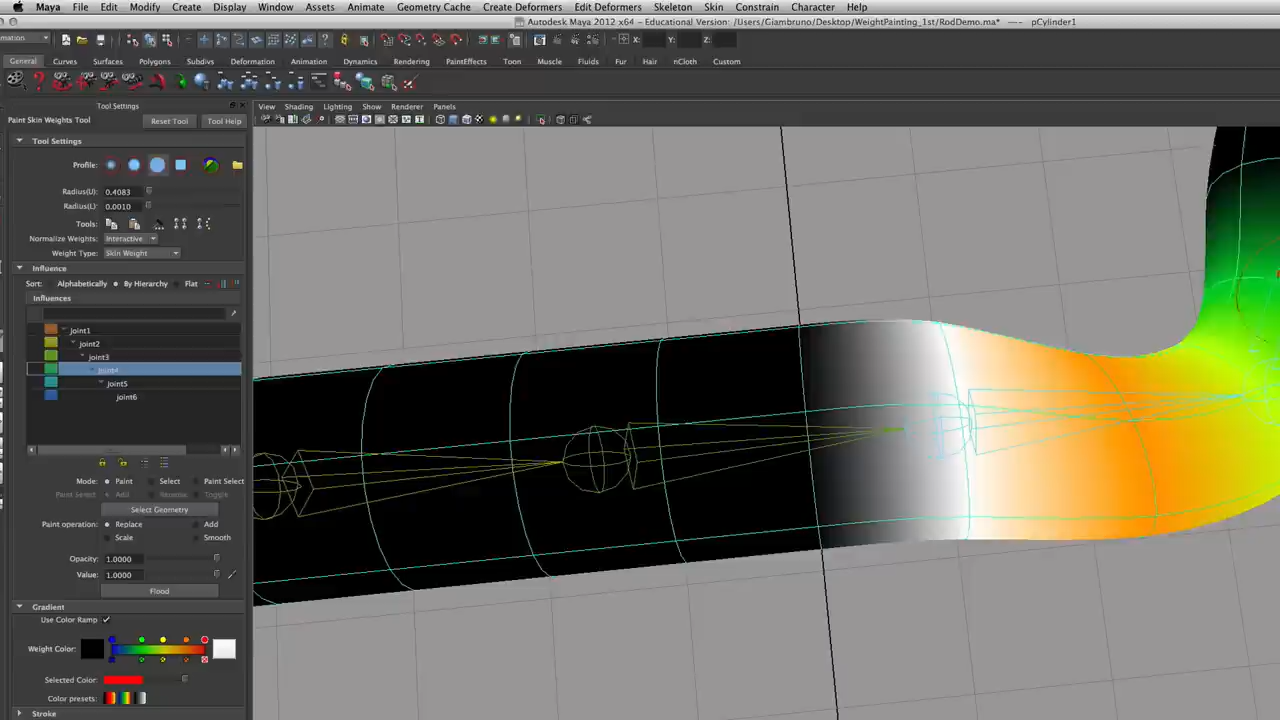 Maya File Edit Modify Create Display Window Assets Animate Geometry Cache Create Deformers Edit Deformers Skeleton Skin Constrain Character Help
Autodesk Maya 2012 x64 - Educational Version: /Users/Giambruno/Desktop/WeightPainting_1st/RodDemo.ma* --- pCylinder1
mation X: Y: Z:
General Curves Surfaces Polygons Subdivs Deformation Animation Dynamics Rendering PaintEffects Toon Muscle Fluids Fur Hair nCloth Custom
Tool Settings
View Shading Lighting Show Renderer Panels
Paint Skin Weights Tool Reset Tool Tool Help
Tool Settings
Profile:
Radius(U): 0.4083
Radius(L): 0.0010
Tools:
Normalize Weights: Interactive
Weight Type: Skin Weight
Influence
Sort: Alphabetically By Hierarchy Flat
Influences
joint1
joint2
joint3
joint4
joint5
joint6
Mode: Paint Select Paint Select
Paint Select: Add Remove Toggle
Select Geometry
Paint operation: Replace Add
Scale Smooth
Opacity: 1.0000
Value: 1.0000
Flood
Gradient
Use Color Ramp
Weight Color:
Selected Color:
Color presets:
Stroke